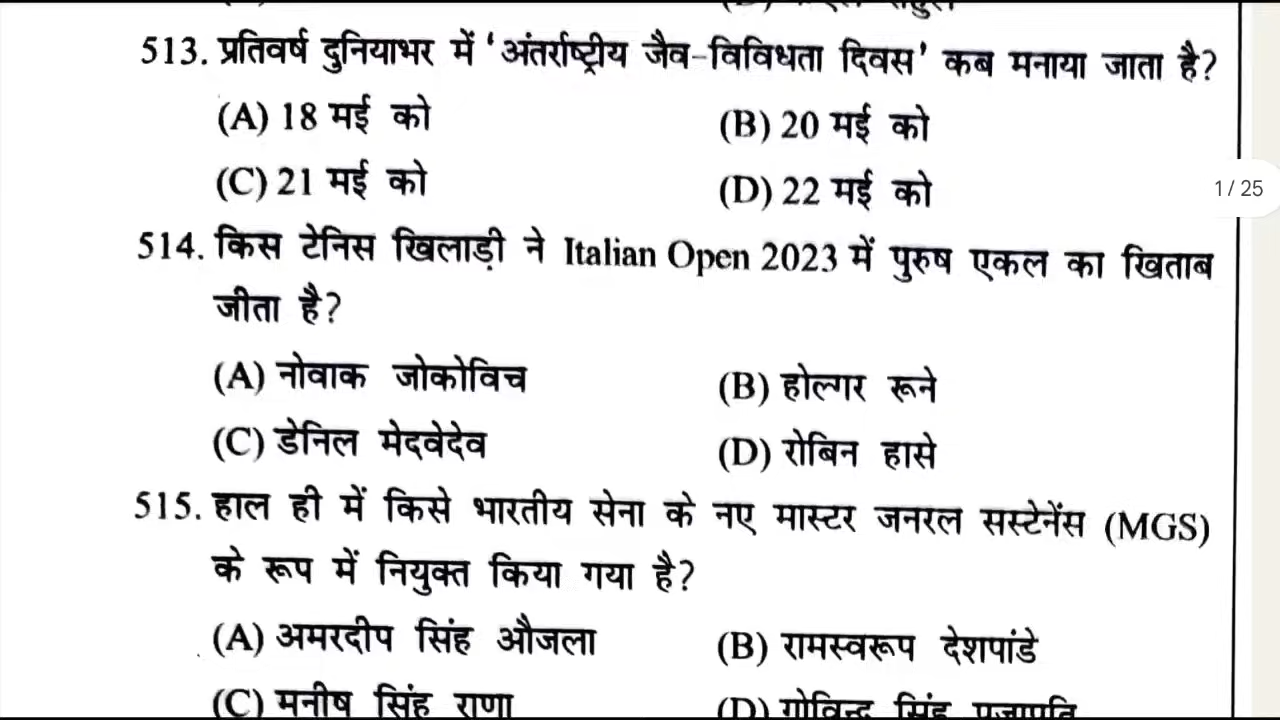 513. प्रतिवर्ष दुनियाभर में 'अंतर्राष्ट्रीय जैव-विविधता दिवस' कब मनाया जाता है?
(A) 18 मई को (B) 20 मई को
(C) 21 मई को (D) 22 मई को
1 / 25
514. किस टेनिस खिलाड़ी ने Italian Open 2023 में पुरुष एकल का खिताब
जीता है?
(A) नोवाक जोकोविच (B) होल्गर रूने
(C) डेनिल मेदवेदेव (D) रोबिन हासे
515. हाल ही में किसे भारतीय सेना के नए मास्टर जनरल सस्टेनेंस (MGS)
के रूप में नियुक्त किया गया है?
(A) अमरदीप सिंह औजला (B) रामस्वरूप देशपांडे
(C) मनीष सिंह राणा (D) गोविन्द सिंह प्रजापति